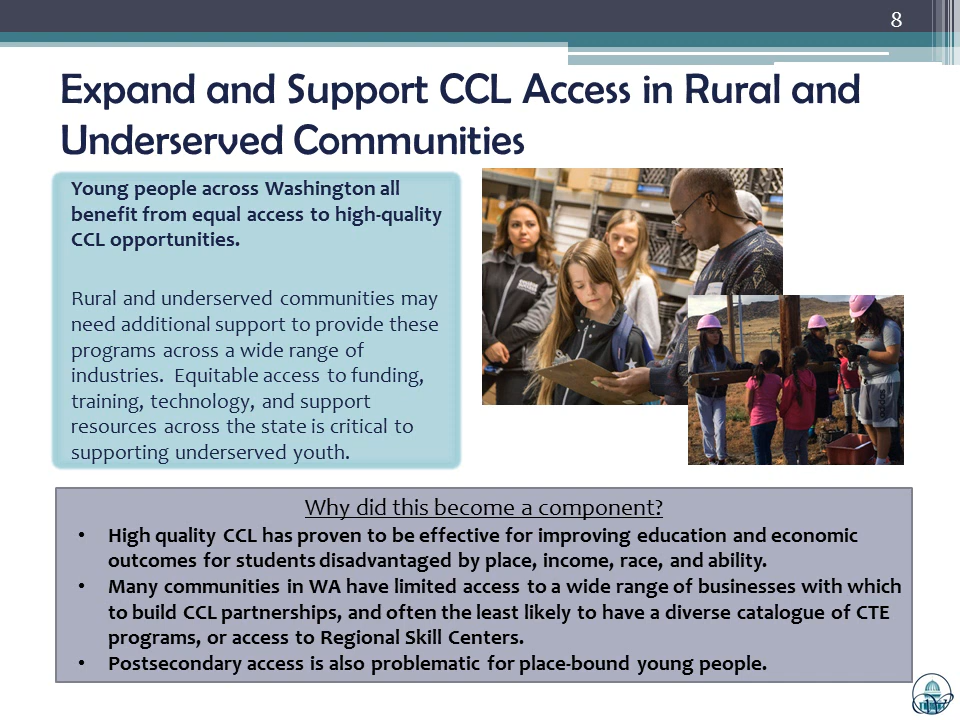 8
Expand and Support CCL Access in Rural and
Underserved Communities
Young people across Washington all
benefit from equal access to high-quality
CCL opportunities.
Rural and underserved communities may
need additional support to provide these
programs across a wide range of
industries.  Equitable access to funding,
training, technology, and support
resources across the state is critical to
supporting underserved youth.
Why did this become a component?
• High quality CCL has proven to be effective for improving education and economic
outcomes for students disadvantaged by place, income, race, and ability.
• Many communities in WA have limited access to a wide range of businesses with which
to build CCL partnerships, and often the least likely to have a diverse catalogue of CTE
programs, or access to Regional Skill Centers.
• Postsecondary access is also problematic for place-bound young people.